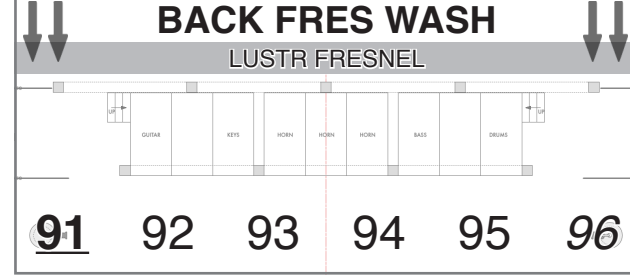 BACK FRES WASH
LUSTR FRESNEL
UP GUITAR KEYS HORN HORN HORN BASS DRUMS UP
91 92 93 94 95 96